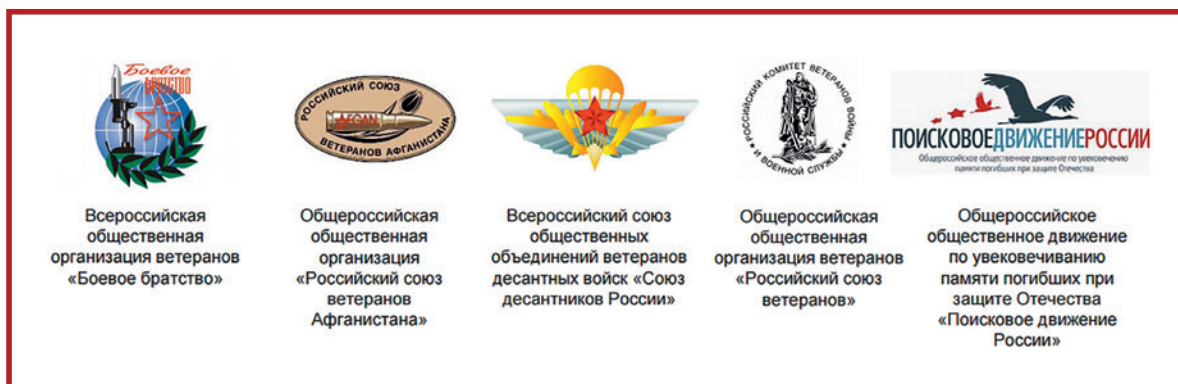 Боевое
БРАТСТВО
РОССИЙСКИЙ СОЮЗ
AFGAN
ВЕТЕРАНОВ АФГАНИСТАНА
РОССИЙСКИЙ КОМИТЕТ ВЕТЕРАНОВ ВОЙНЫ
И ВОЕННОЙ СЛУЖБЫ
ПОИСКОВОЕДВИЖЕНИЕРОССИИ
Общероссийское общественное движение по увековечению
памяти погибших при защите Отечества
Всероссийская
общественная
организация ветеранов
«Боевое братство»
Общероссийская
общественная
организация
«Российский союз
ветеранов
Афганистана»
Всероссийский союз
общественных
объединений ветеранов
десантных войск «Союз
десантников России»
Общероссийская
общественная
организация ветеранов
«Российский союз
ветеранов»
Общероссийское
общественное движение
по увековечиванию
памяти погибших при
защите Отечества
«Поисковое движение
России»